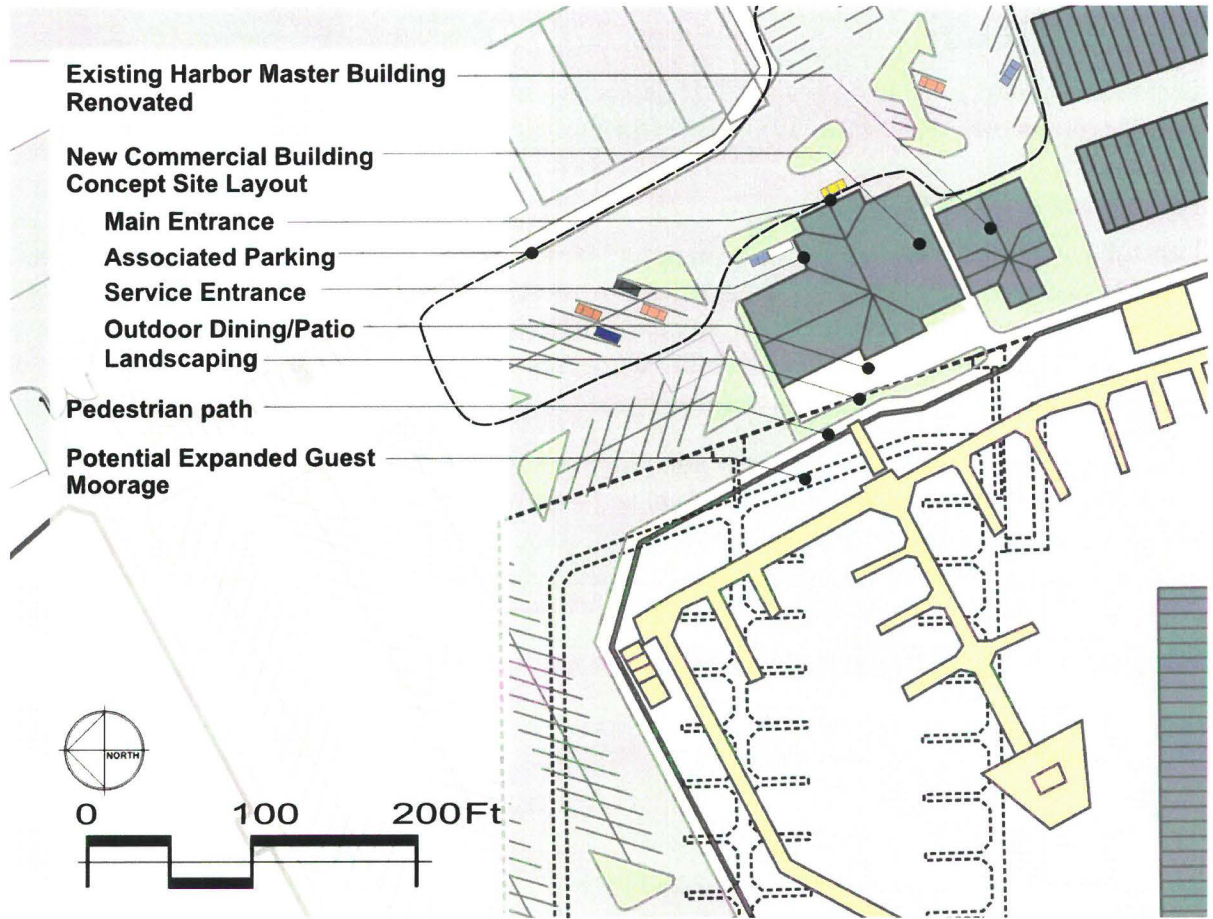 Existing Harbor Master Building
Renovated
New Commercial Building
Concept Site Layout
Main Entrance
Associated Parking
Service Entrance
Outdoor Dining/Patio
Landscaping
Pedestrian path
Potential Expanded Guest
Moorage
NORTH
0 100 200Ft